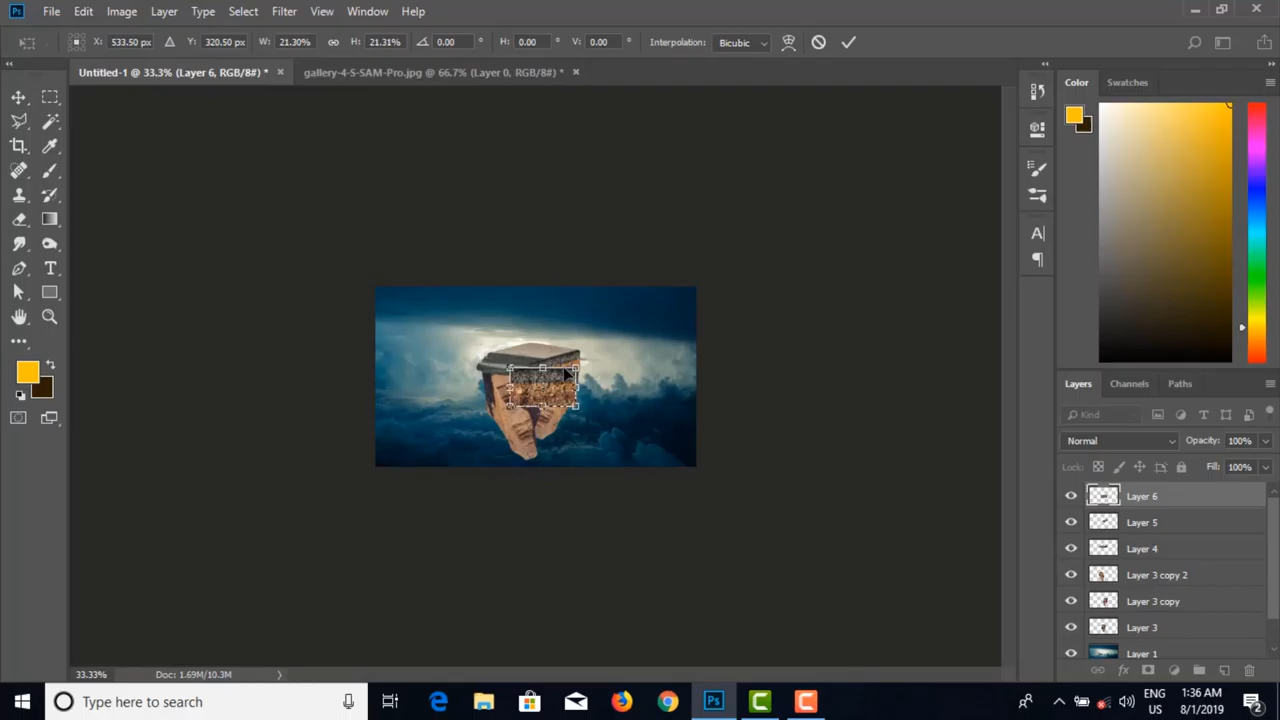 Ps File Edit Image Layer Type Select Filter View Window Help
X: 533.50 px Y: 320.50 px W: 21.30% H: 21.31% 0.00 ° H: 0.00 ° V: 0.00 ° Interpolation: Bicubic
Untitled-1 @ 33.3% (Layer 6, RGB/8#) * × gallery-4-S-SAM-Pro.jpg @ 66.7% (Layer 0, RGB/8#) * ×
Color Swatches
Layers Channels Paths
Kind
Normal Opacity: 100%
Lock: Fill: 100%
Layer 6
Layer 5
Layer 4
Layer 3 copy 2
Layer 3 copy
Layer 3
Layer 1
33.33% Doc: 1.69M/10.3M
Type here to search
Ps
ENG
US
1:36 AM
8/1/2019
2